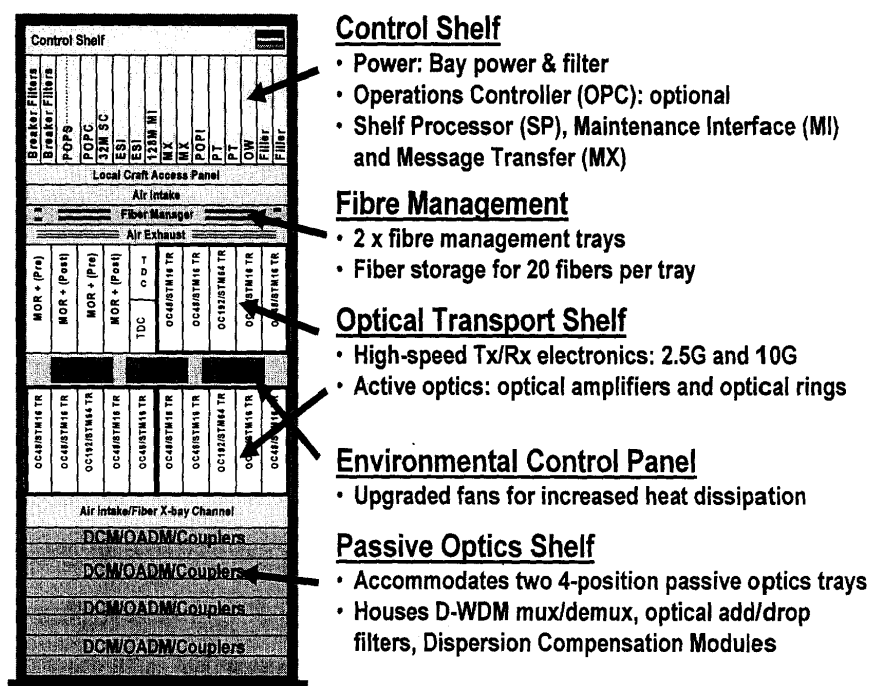 Control Shelf
Breaker Filters
Breaker Filters
POPS
POPC
32M SC
ESI
ESI
128M MI
MX
MX
POPI
PT
PT
OW
Filler
Filler
Local Craft Access Panel
Air Intake
Fiber Manager
Air Exhaust
MOR + (Pre)
MOR + (Post)
MOR + (Pre)
MOR + (Post)
TDC
TDC
OC48/STM16 TR
OC48/STM16 TR
OC192/STM64 TR
OC48/STM16 TR
OC48/STM16 TR
OC48/STM16 TR
OC192/STM64 TR
OC48/STM16 TR
OC48/STM16 TR
OC48/STM16 TR
OC48/STM16 TR
OC192/STM64 TR
OC48/STM16 TR
Air Intake/Fiber X-bay Channel
DCM/OADM/Couplers
DCM/OADM/Couplers
DCM/OADM/Couplers
DCM/OADM/Couplers
Control Shelf
• Power: Bay power & filter
• Operations Controller (OPC): optional
• Shelf Processor (SP), Maintenance Interface (MI)
and Message Transfer (MX)
Fibre Management
• 2 x fibre management trays
• Fiber storage for 20 fibers per tray
Optical Transport Shelf
• High-speed Tx/Rx electronics: 2.5G and 10G
• Active optics: optical amplifiers and optical rings
Environmental Control Panel
• Upgraded fans for increased heat dissipation
Passive Optics Shelf
• Accommodates two 4-position passive optics trays
• Houses D-WDM mux/demux, optical add/drop
filters, Dispersion Compensation Modules